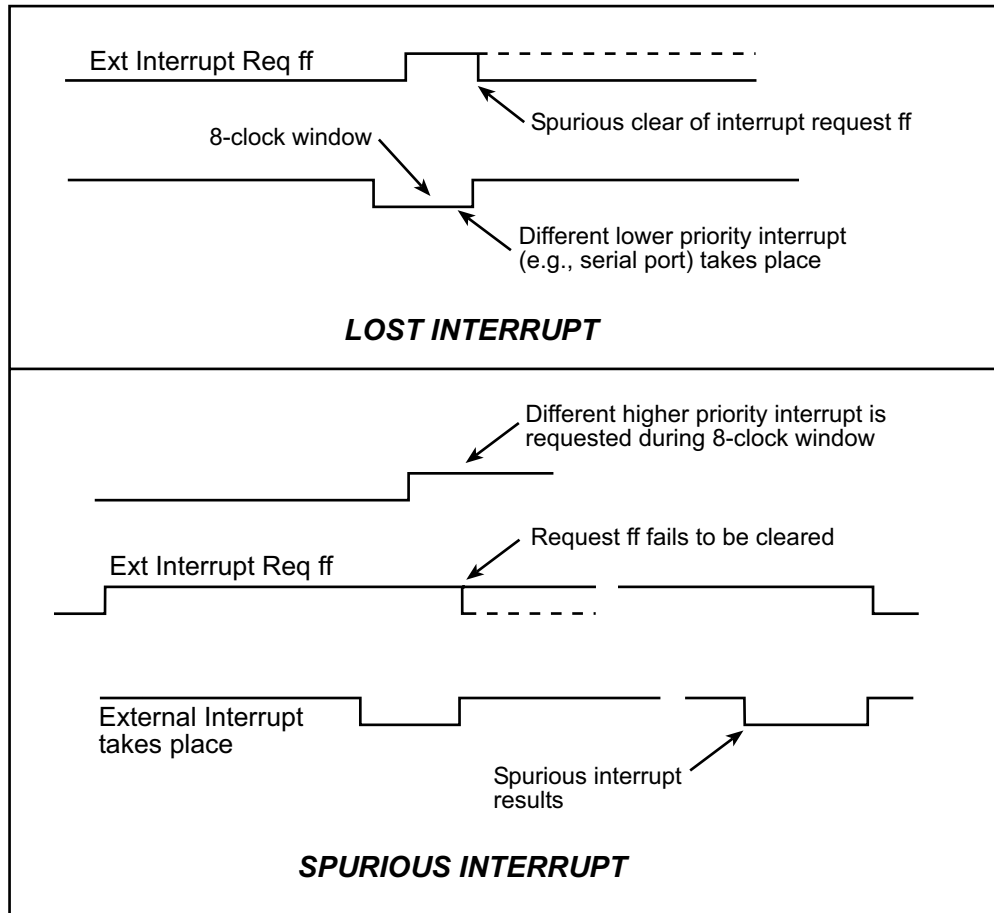 Ext Interrupt Req ff
Spurious clear of interrupt request ff
8-clock window
Different lower priority interrupt
(e.g., serial port) takes place
LOST INTERRUPT
Different higher priority interrupt is
requested during 8-clock window
Request ff fails to be cleared
Ext Interrupt Req ff
External Interrupt
takes place
Spurious interrupt
results
SPURIOUS INTERRUPT